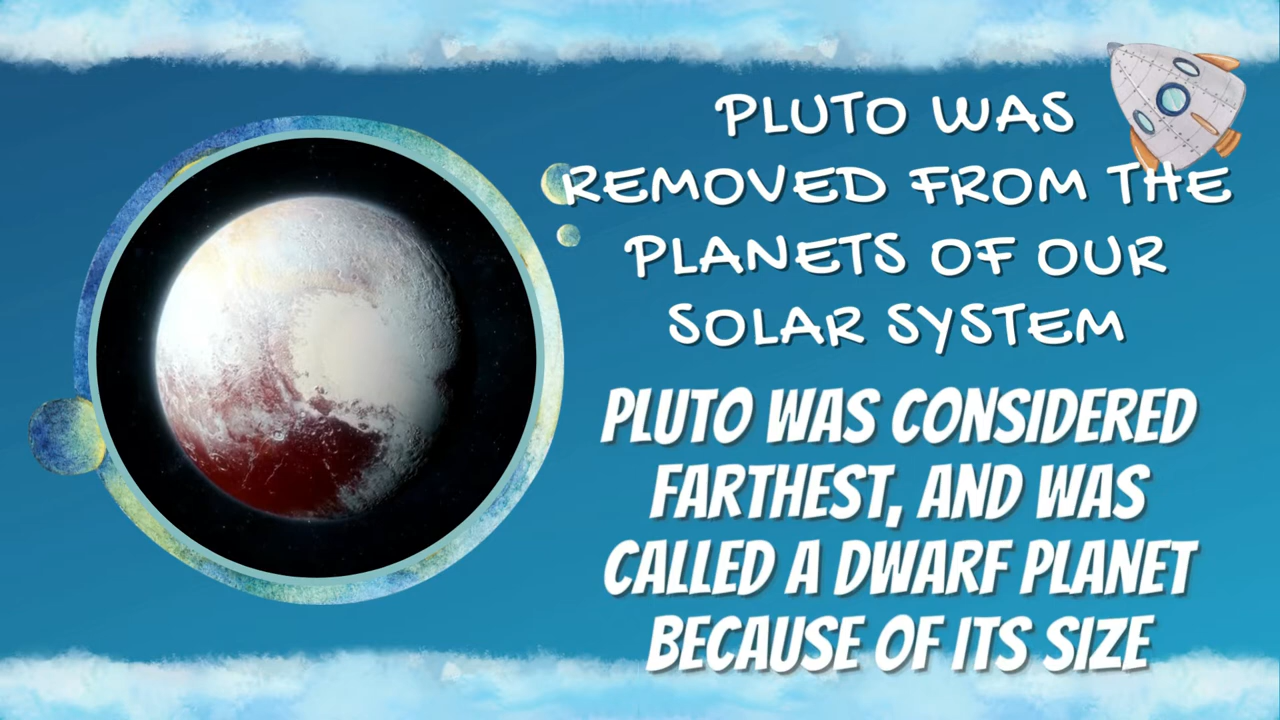 PLUTO WAS
REMOVED FROM THE
PLANETS OF OUR
SOLAR SYSTEM
PLUTO WAS CONSIDERED
FARTHEST, AND WAS
CALLED A DWARF PLANET
BECAUSE OF ITS SIZE